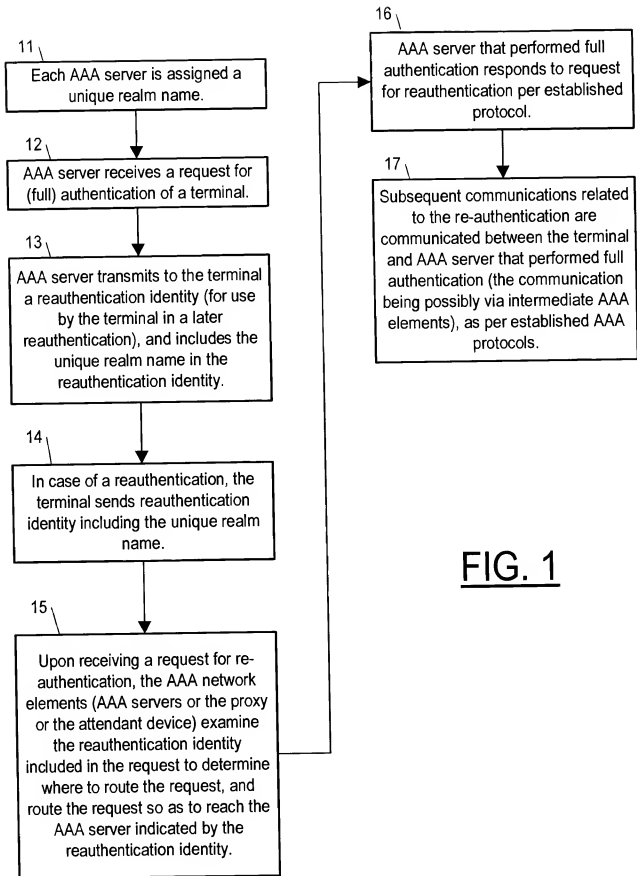 11
Each AAA server is assigned a
unique realm name.
12
AAA server receives a request for
(full) authentication of a terminal.
13
AAA server transmits to the terminal
a reauthentication identity (for use
by the terminal in a later
reauthentication), and includes the
unique realm name in the
reauthentication identity.
14
In case of a reauthentication, the
terminal sends reauthentication
identity including the unique realm
name.
15
Upon receiving a request for re-
authentication, the AAA network
elements (AAA servers or the proxy
or the attendant device) examine
the reauthentication identity
included in the request to determine
where to route the request, and
route the request so as to reach the
AAA server indicated by the
reauthentication identity.
16
AAA server that performed full
authentication responds to request
for reauthentication per established
protocol.
17
Subsequent communications related
to the re-authentication are
communicated between the terminal
and AAA server that performed full
authentication (the communication
being possibly via intermediate AAA
elements), as per established AAA
protocols.
FIG. 1